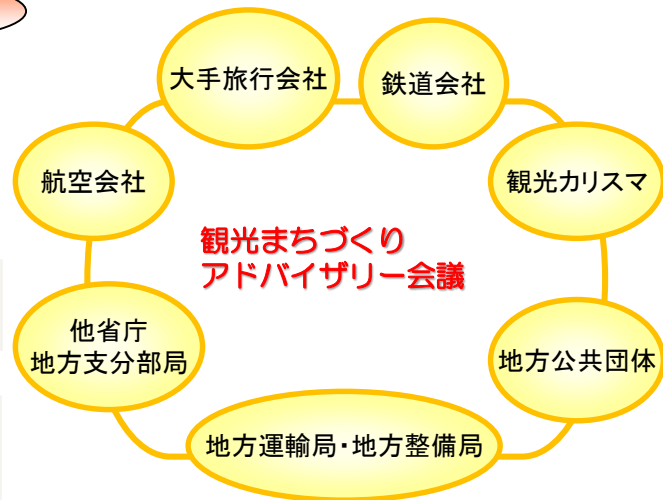 大手旅行会社
鉄道会社
航空会社
観光カリスマ
観光まちづくり
アドバイザリー会議
他省庁
地方支分部局
地方公共団体
地方運輸局・地方整備局